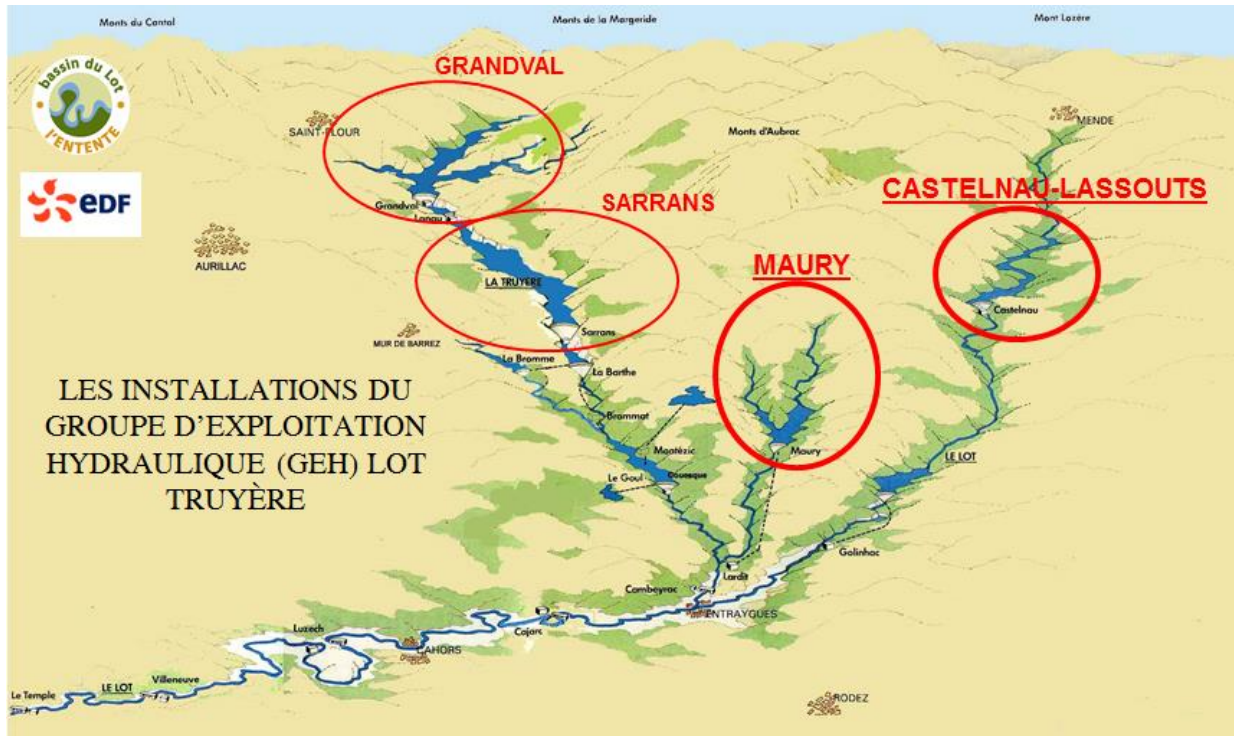 Monts du Cantal
Monts de la Margeride
Mont Lozère
bassin du Lot
l'ENTENTE
GRANDVAL
SAINT-FLOUR
Monts d'Aubrac
MENDE
eDF
Grandval
Lanau
SARRANS
CASTELNAU-LASSOUTS
AURILLAC
MAURY
LA TRUYERE
Castelnau
Sarrans
MUR DE BARREZ
La Bromme
La Barthe
LES INSTALLATIONS DU
GROUPE D'EXPLOITATION
HYDRAULIQUE (GEH) LOT
TRUYÈRE
Brommat
Montézic
Maury
Le Goul
Couesque
LE LOT
Golinhac
Lardit
Cambeyrac
ENTRAYGUES
Cajarc
Luzech
CAHORS
Villeneuve
LE LOT
Le Temple
RODEZ